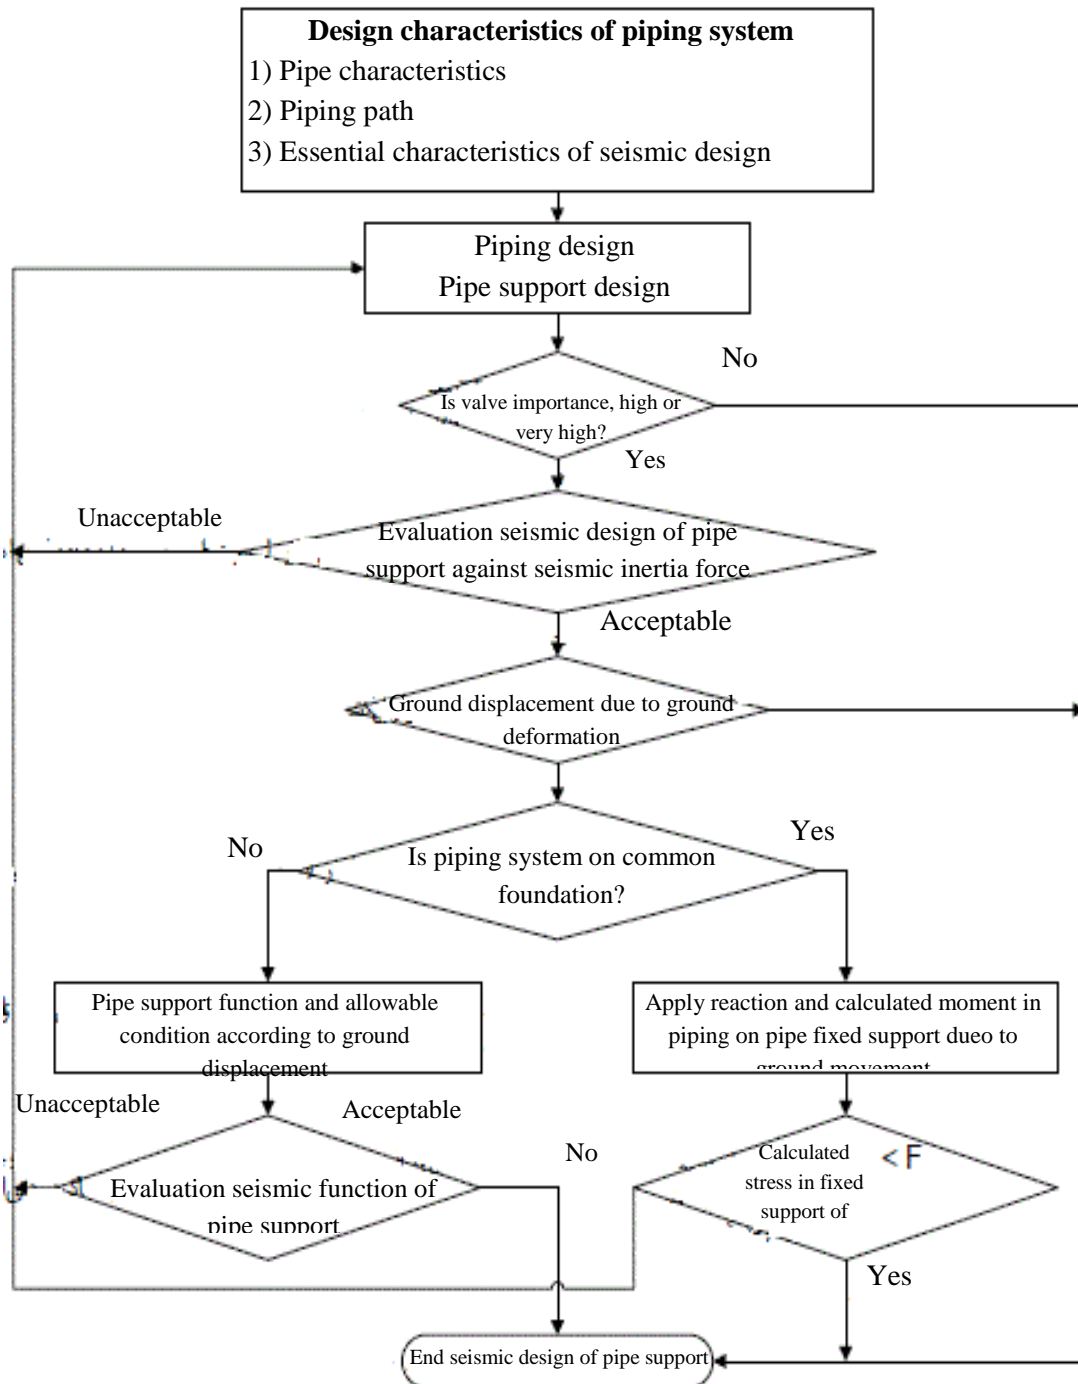 Design characteristics of piping system
1) Pipe characteristics
2) Piping path
3) Essential characteristics of seismic design
Piping design
Pipe support design
No
Is valve importance, high or
very high?
Yes
Unacceptable
Evaluation seismic design of pipe
support against seismic inertia force
Acceptable
Ground displacement due to ground
deformation
No
Yes
Is piping system on common
foundation?
Pipe support function and allowable
condition according to ground
displacement
Apply reaction and calculated moment in
piping on pipe fixed support dueo to
ground movement
Unacceptable
Acceptable
Evaluation seismic function of
pipe support
No
Calculated
stress in fixed
support of
< F
Yes
End seismic design of pipe support